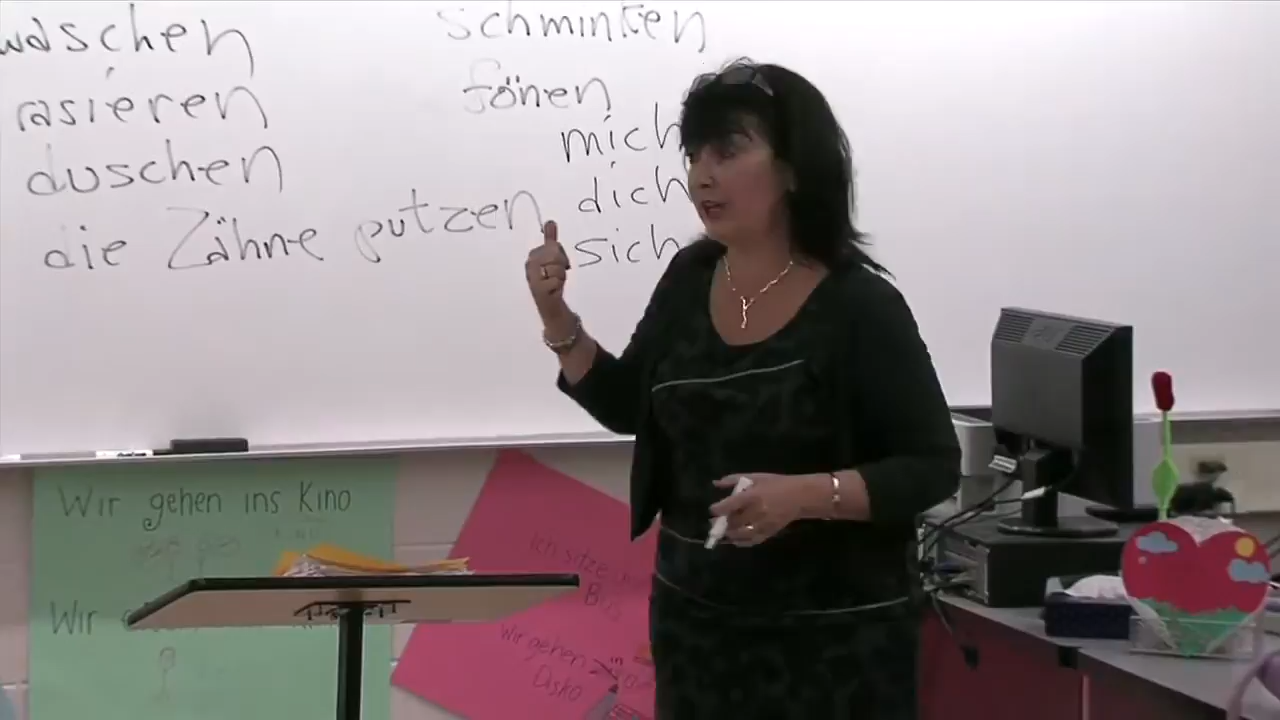 waschen
rasieren
duschen
die Zähne putzen
schminken
fönen
mich
dich
sich
Wir gehen ins Kino
Wir
Ich sitze
Bus
Wir gehen in
Disko